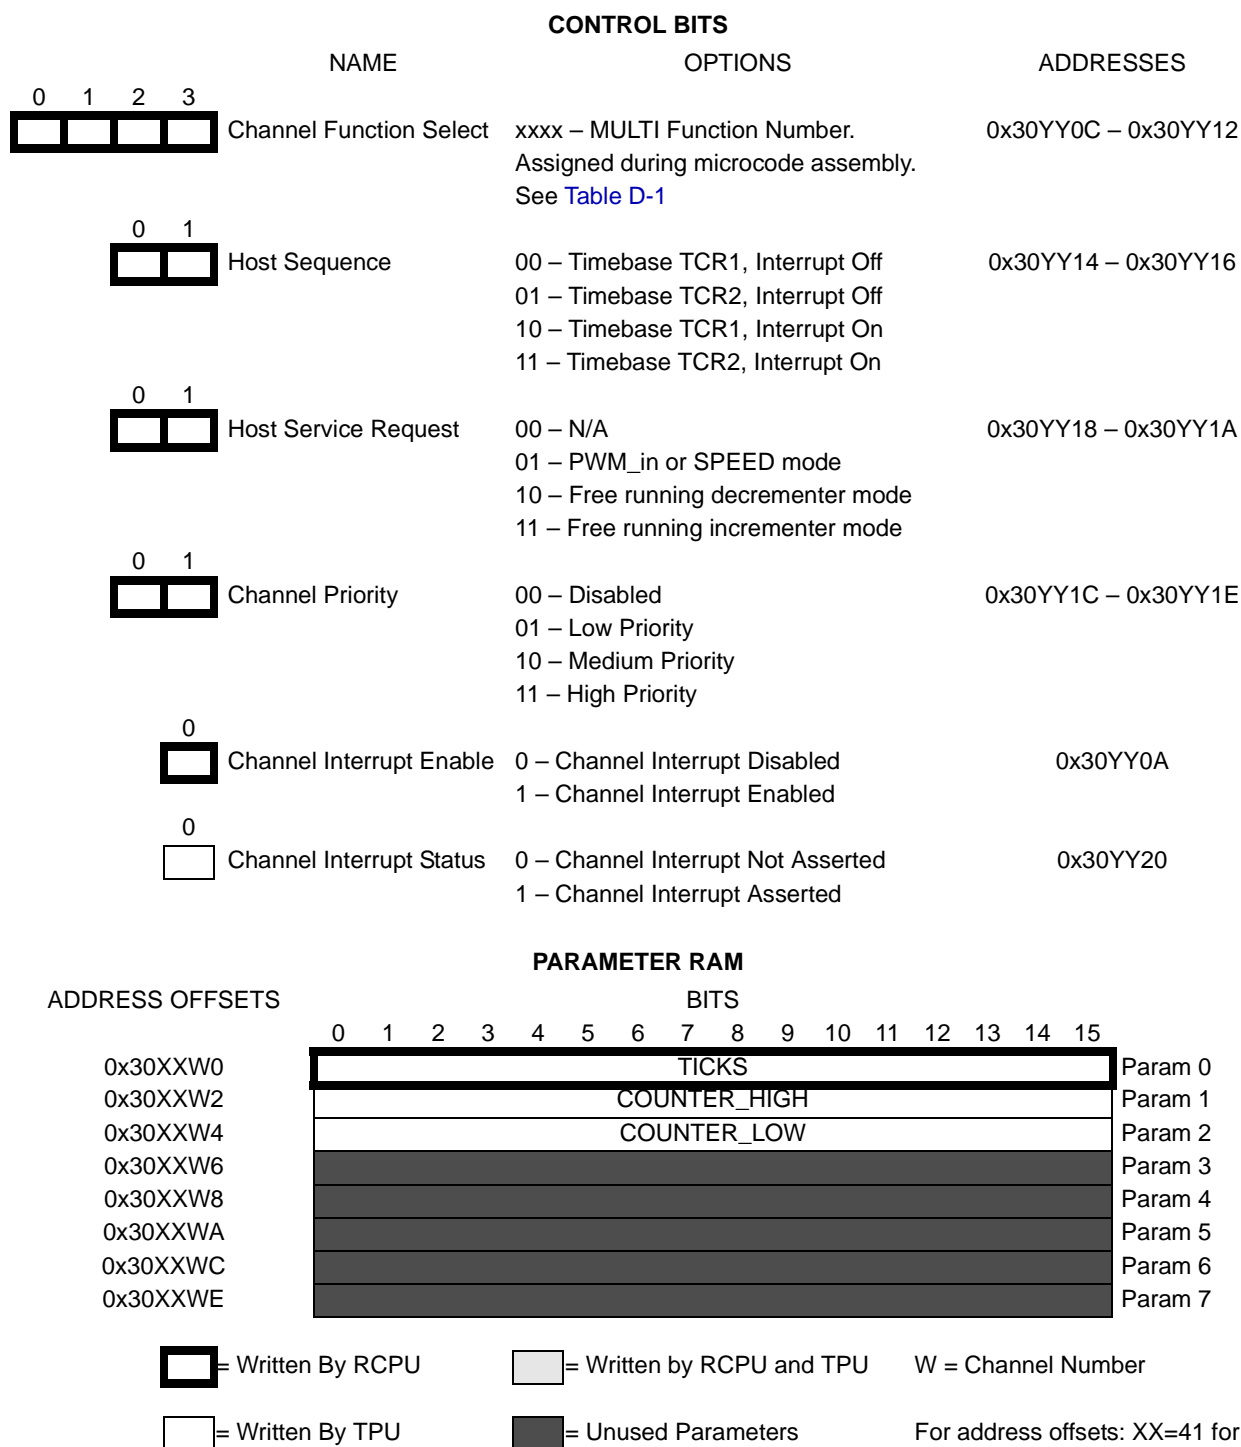 CONTROL BITS
NAME OPTIONS ADDRESSES
0 1 2 3
Channel Function Select xxxx – MULTI Function Number. 0x30YY0C – 0x30YY12
Assigned during microcode assembly.
See Table D-1
0 1
Host Sequence 00 – Timebase TCR1, Interrupt Off 0x30YY14 – 0x30YY16
01 – Timebase TCR2, Interrupt Off
10 – Timebase TCR1, Interrupt On
11 – Timebase TCR2, Interrupt On
0 1
Host Service Request 00 – N/A 0x30YY18 – 0x30YY1A
01 – PWM_in or SPEED mode
10 – Free running decrementer mode
11 – Free running incrementer mode
0 1
Channel Priority 00 – Disabled 0x30YY1C – 0x30YY1E
01 – Low Priority
10 – Medium Priority
11 – High Priority
0
Channel Interrupt Enable 0 – Channel Interrupt Disabled 0x30YY0A
1 – Channel Interrupt Enabled
0
Channel Interrupt Status 0 – Channel Interrupt Not Asserted 0x30YY20
1 – Channel Interrupt Asserted
PARAMETER RAM
ADDRESS OFFSETS BITS
0 1 2 3 4 5 6 7 8 9 10 11 12 13 14 15
0x30XXW0 TICKS Param 0
0x30XXW2 COUNTER_HIGH Param 1
0x30XXW4 COUNTER_LOW Param 2
0x30XXW6 Param 3
0x30XXW8 Param 4
0x30XXWA Param 5
0x30XXWC Param 6
0x30XXWE Param 7
= Written By RCPU = Written by RCPU and TPU W = Channel Number
= Written By TPU = Unused Parameters For address offsets: XX=41 for